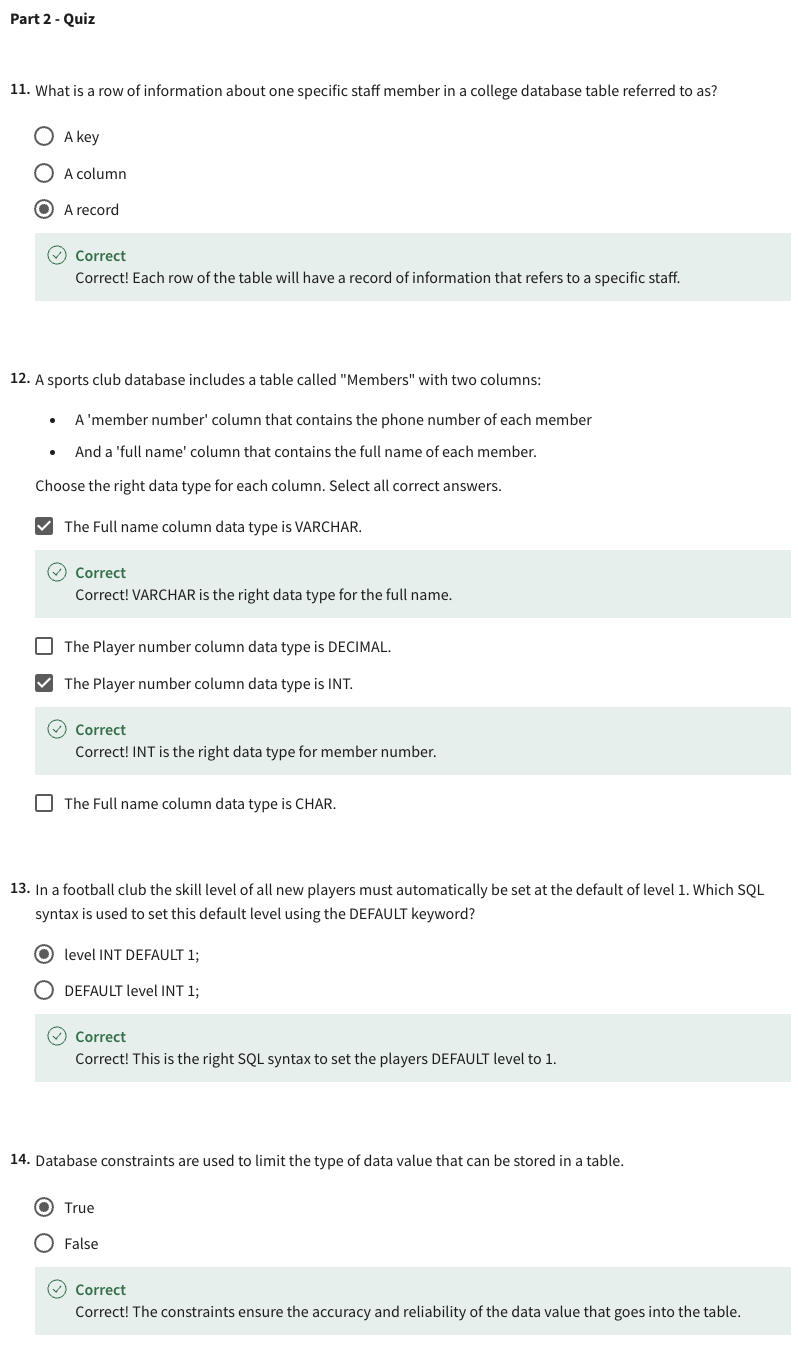 Part 2 - Quiz
11. What is a row of information about one specific staff member in a college database table referred to as?
A key
A column
A record
Correct
Correct! Each row of the table will have a record of information that refers to a specific staff.
12. A sports club database includes a table called "Members" with two columns:
• A 'member number' column that contains the phone number of each member
• And a 'full name' column that contains the full name of each member.
Choose the right data type for each column. Select all correct answers.
The Full name column data type is VARCHAR.
Correct
Correct! VARCHAR is the right data type for the full name.
The Player number column data type is DECIMAL.
The Player number column data type is INT.
Correct
Correct! INT is the right data type for member number.
The Full name column data type is CHAR.
13. In a football club the skill level of all new players must automatically be set at the default of level 1. Which SQL
syntax is used to set this default level using the DEFAULT keyword?
level INT DEFAULT 1;
DEFAULT level INT 1;
Correct
Correct! This is the right SQL syntax to set the players DEFAULT level to 1.
14. Database constraints are used to limit the type of data value that can be stored in a table.
True
False
Correct
Correct! The constraints ensure the accuracy and reliability of the data value that goes into the table.